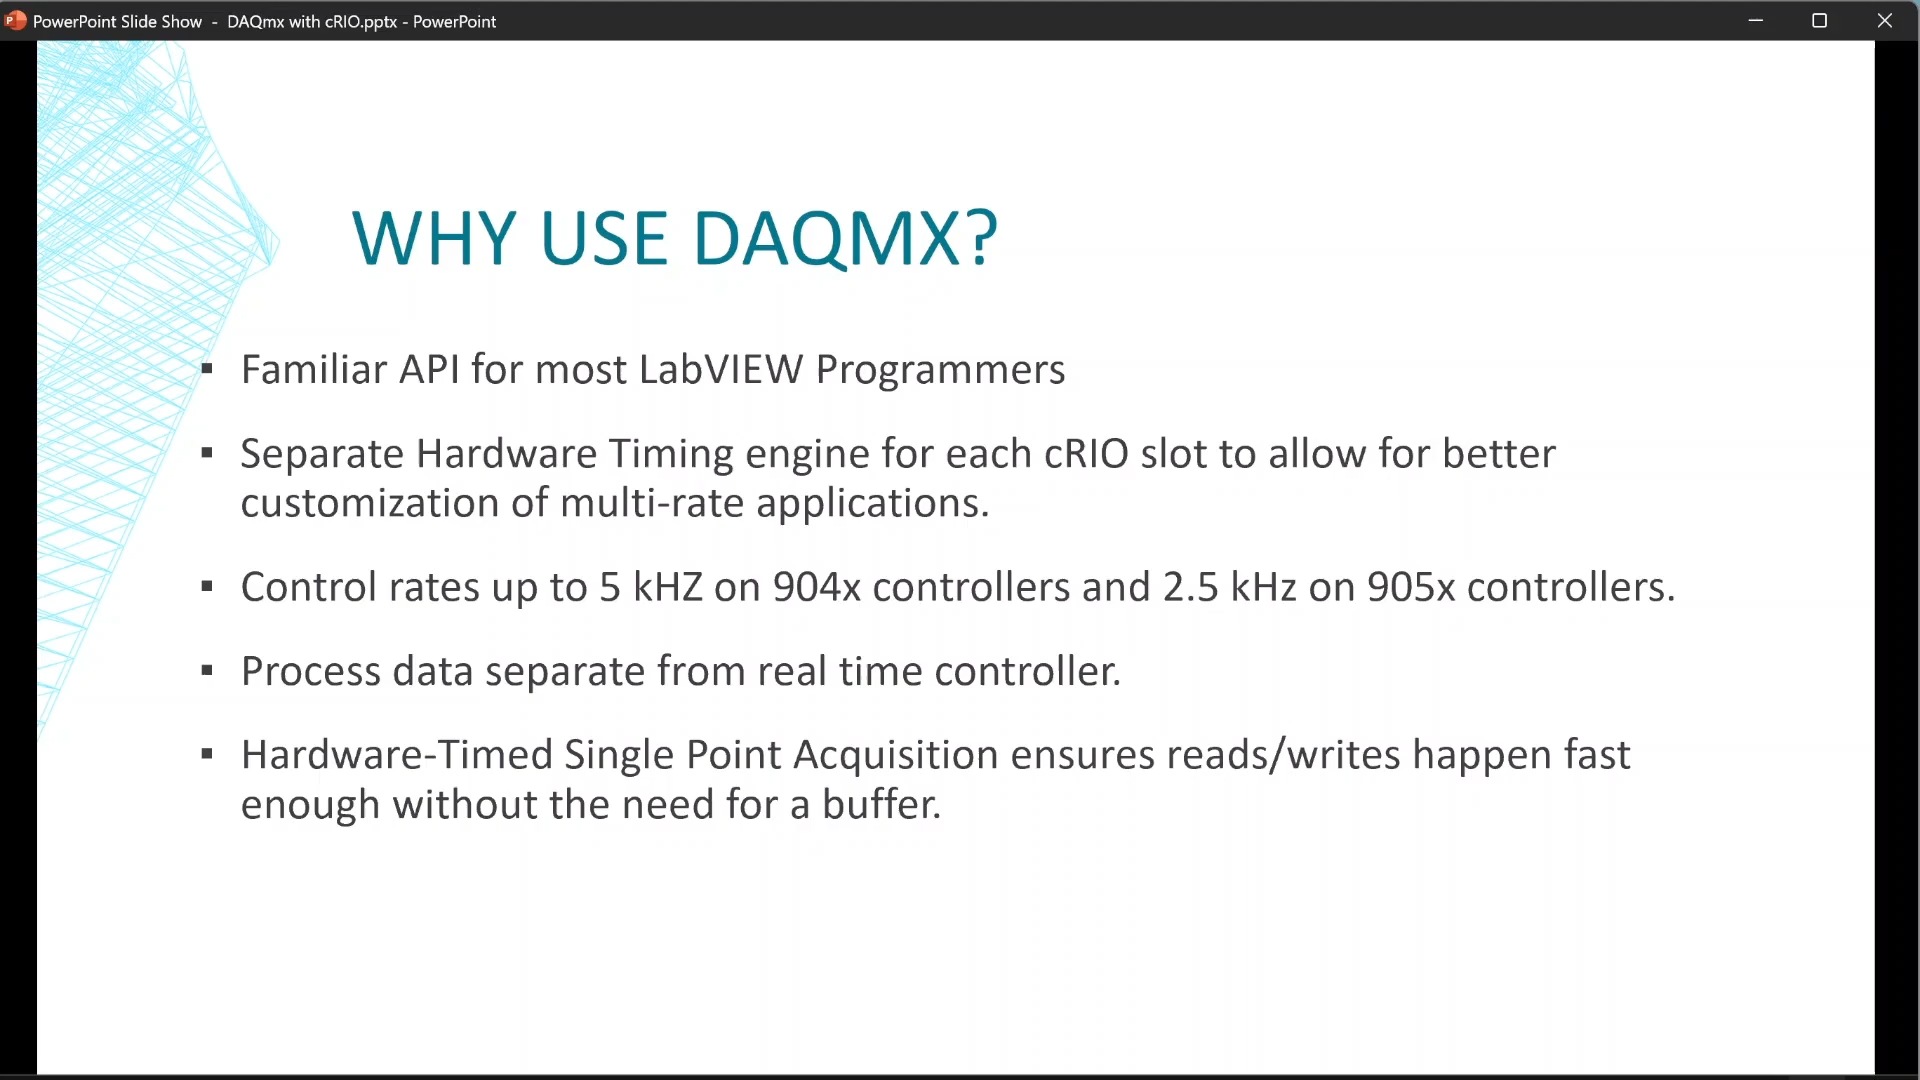 PowerPoint Slide Show - DAQmx with cRIO.pptx - PowerPoint
WHY USE DAQMX?
▪ Familiar API for most LabVIEW Programmers
▪ Separate Hardware Timing engine for each cRIO slot to allow for better
customization of multi-rate applications.
▪ Control rates up to 5 kHZ on 904x controllers and 2.5 kHz on 905x controllers.
▪ Process data separate from real time controller.
▪ Hardware-Timed Single Point Acquisition ensures reads/writes happen fast
enough without the need for a buffer.